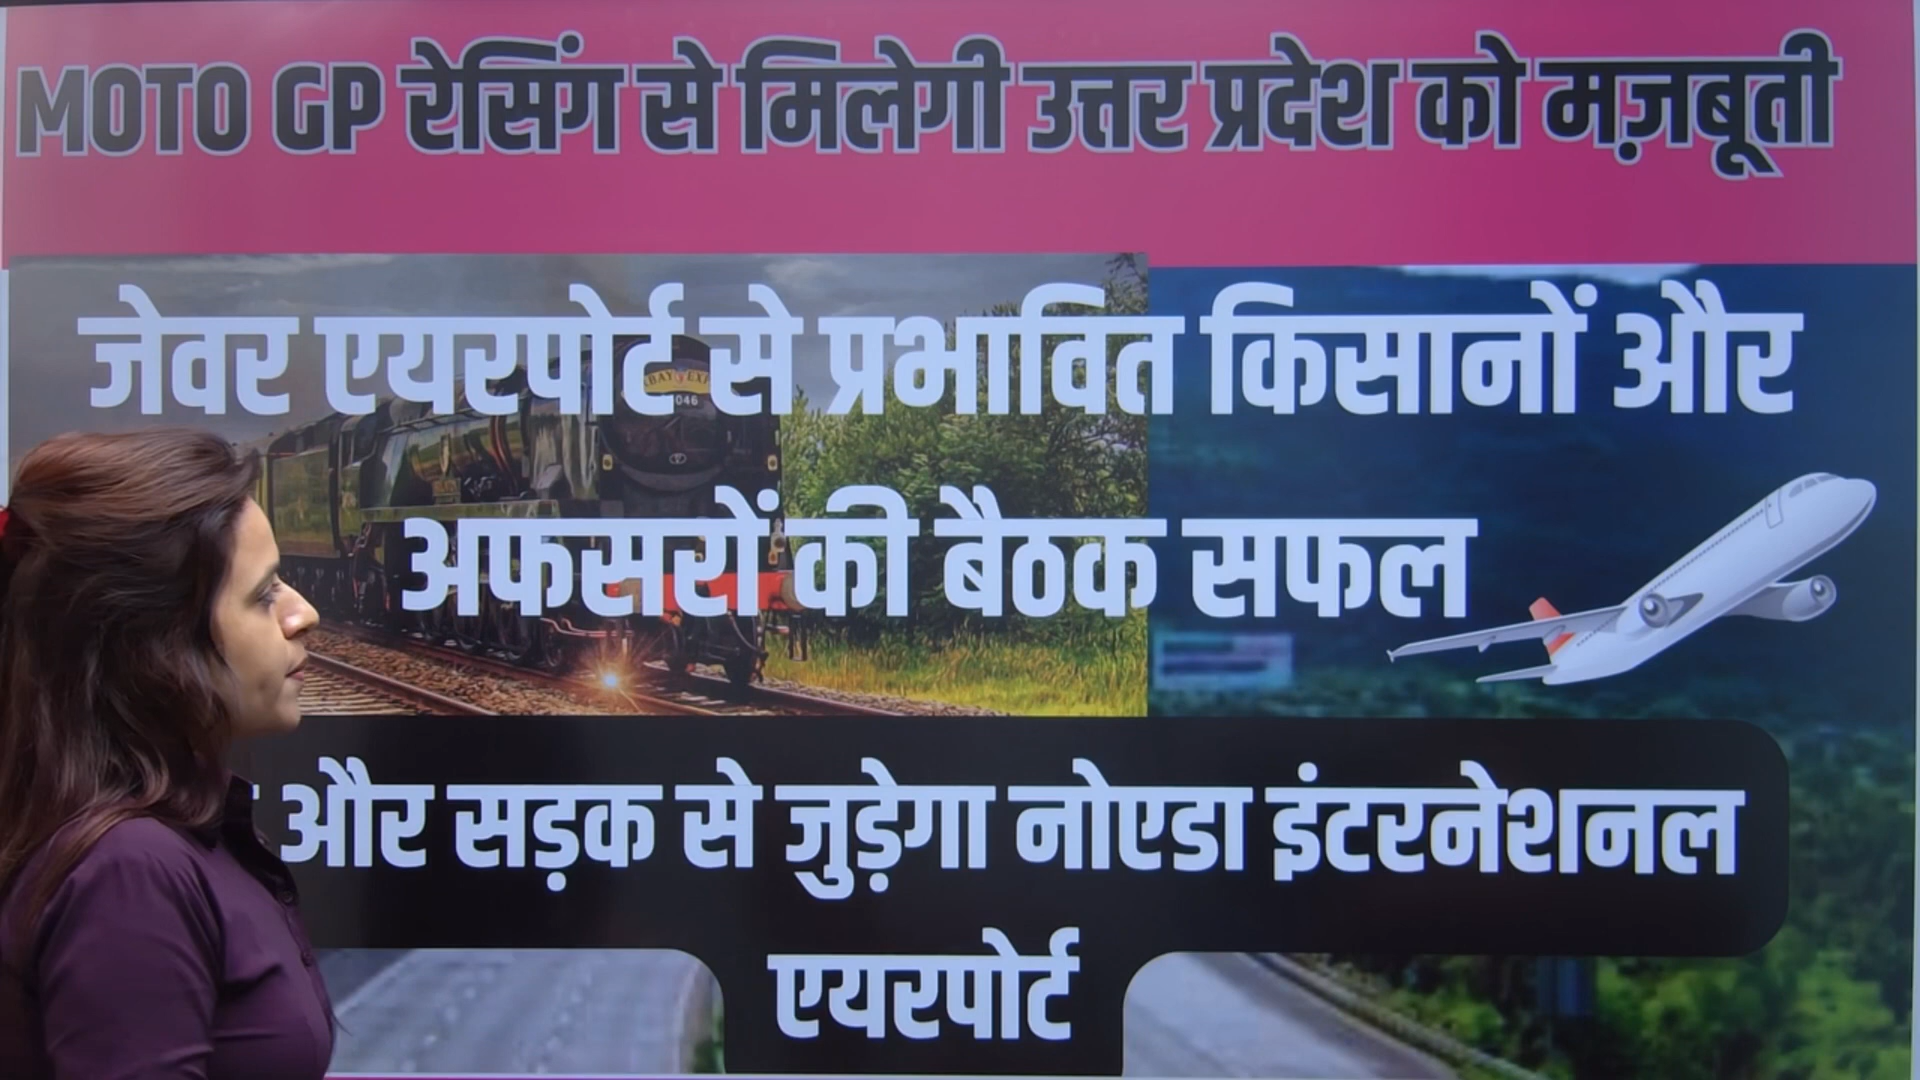 MOTO GP रेसिंग से मिलेगी उत्तर प्रदेश को मज़बूती
जेवर एयरपोर्ट से प्रभावित किसानों और
अफसरों की बैठक सफल
और सड़क से जुड़ेगा नोएडा इंटरनेशनल
एयरपोर्ट
046